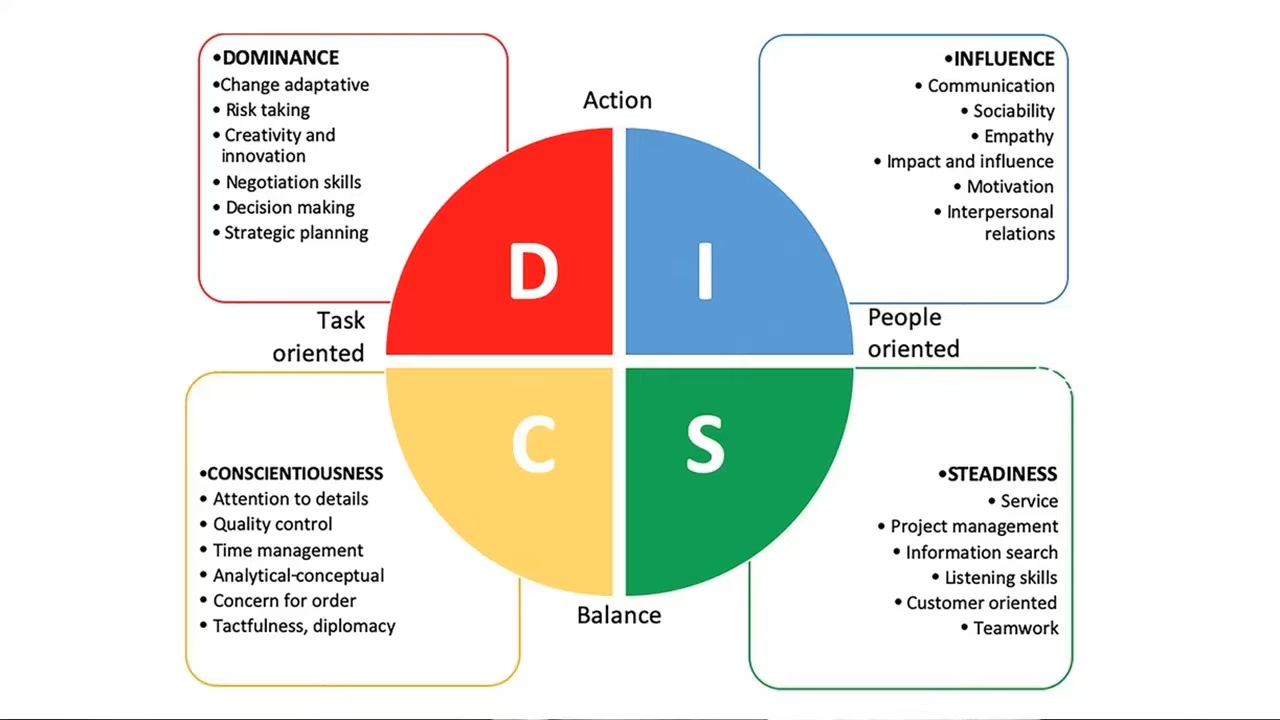 •DOMINANCE
•Change adaptative
• Risk taking
• Creativity and
innovation
• Negotiation skills
• Decision making
• Strategic planning
Action
•INFLUENCE
• Communication
• Sociability
• Empathy
• Impact and influence
• Motivation
• Interpersonal
relations
D
I
Task
oriented
People
oriented
C
S
•CONSCIENTIOUSNESS
• Attention to details
• Quality control
• Time management
• Analytical-conceptual
• Concern for order
• Tactfulness, diplomacy
Balance
•STEADINESS
• Service
• Project management
• Information search
• Listening skills
• Customer oriented
• Teamwork